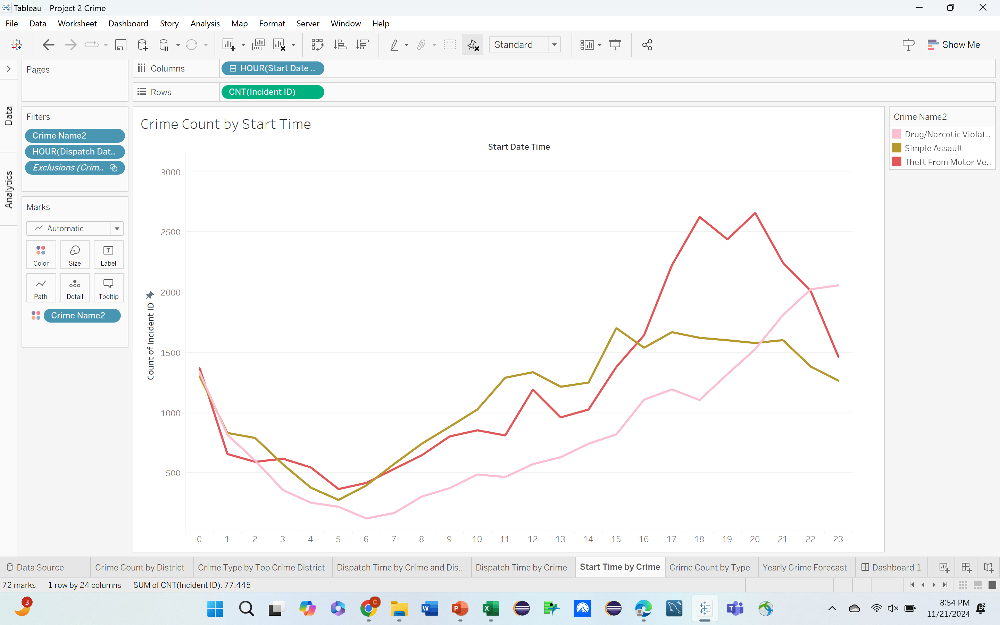 Tableau - Project 2 Crime
File Data Worksheet Dashboard Story Analysis Map Format Server Window Help
Standard
Show Me
Pages
Columns
HOUR(Start Date ..
Rows
CNT(Incident ID)
Data
Analytics
Filters
Crime Name2
HOUR(Dispatch Dat..
Exclusions (Crim..
Marks
Automatic
Color Size Label
Path Detail Tooltip
Crime Name2
Crime Count by Start Time
Start Date Time
Count of Incident ID
3000
2500
2000
1500
1000
500
0 1 2 3 4 5 6 7 8 9 10 11 12 13 14 15 16 17 18 19 20 21 22 23
Crime Name2
Drug/Narcotic Violat..
Simple Assault
Theft From Motor Ve..
Data Source Crime Count by District Crime Type by Top Crime District Dispatch Time by Crime and Dis... Dispatch Time by Crime Start Time by Crime Crime Count by Type Yearly Crime Forecast Dashboard 1
72 marks 1 row by 24 columns SUM of CNT(Incident ID): 77,445
3
C
W
P
X
T
8:54 PM
11/21/2024